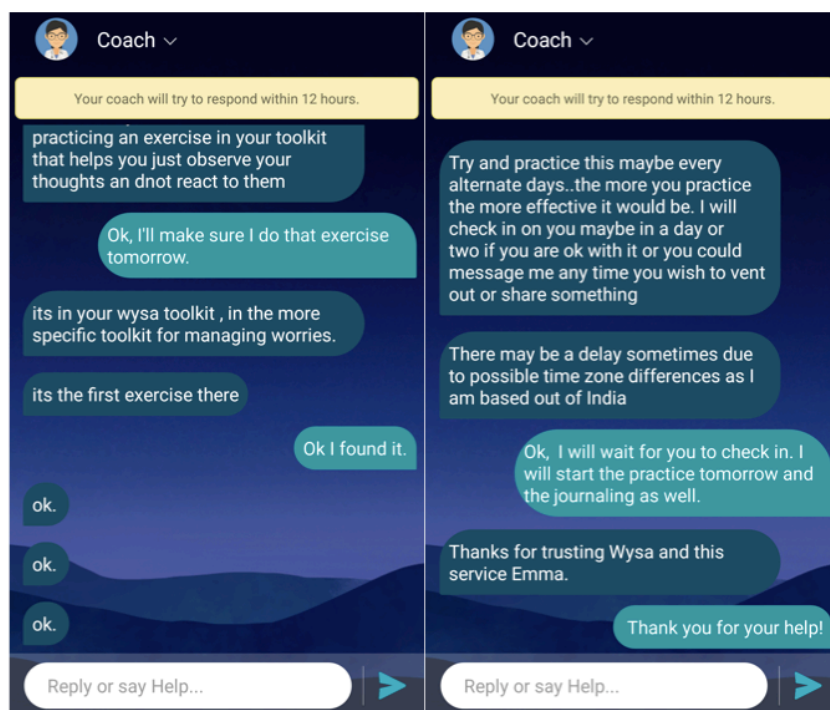 Coach
Your coach will try to respond within 12 hours.
practicing an exercise in your toolkit
that helps you just observe your
thoughts an dnot react to them
Ok, I'll make sure I do that exercise
tomorrow.
its in your wysa toolkit , in the more
specific toolkit for managing worries.
its the first exercise there
Ok I found it.
ok.
ok.
ok.
Reply or say Help...
Coach
Your coach will try to respond within 12 hours.
Try and practice this maybe every
alternate days..the more you practice
the more effective it would be. I will
check in on you maybe in a day or
two if you are ok with it or you could
message me any time you wish to vent
out or share something
There may be a delay sometimes due
to possible time zone differences as I
am based out of India
Ok,  I will wait for you to check in. I
will start the practice tomorrow and
the journaling as well.
Thanks for trusting Wysa and this
service Emma.
Thank you for your help!
Reply or say Help...